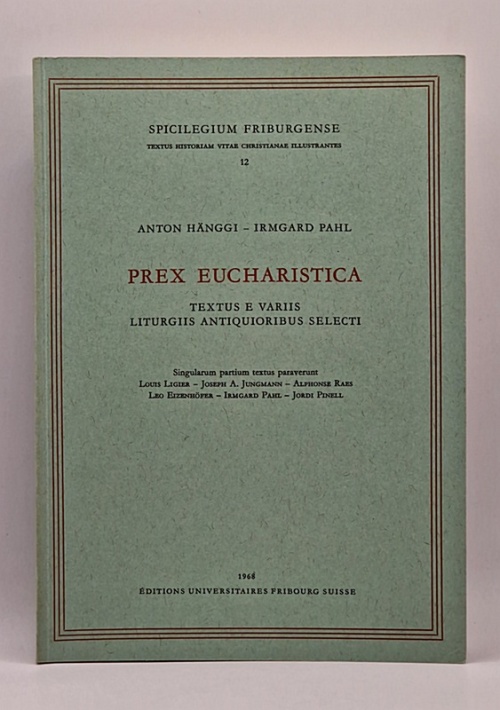 SPICILEGIUM FRIBURGENSE
TEXTUS HISTORIAM VITAE CHRISTIANAE ILLUSTRANTES
12
ANTON HÄNGGI – IRMGARD PAHL
PREX EUCHARISTICA
TEXTUS E VARIIS
LITURGIIS ANTIQUIORIBUS SELECTI
Singularum partium textus paraverunt
LOUIS LIGIER – JOSEPH A. JUNGMANN – ALPHONSE RAES
LEO EIZENHÖFER – IRMGARD PAHL – JORDI PINELL
1968
ÉDITIONS UNIVERSITAIRES FRIBOURG SUISSE